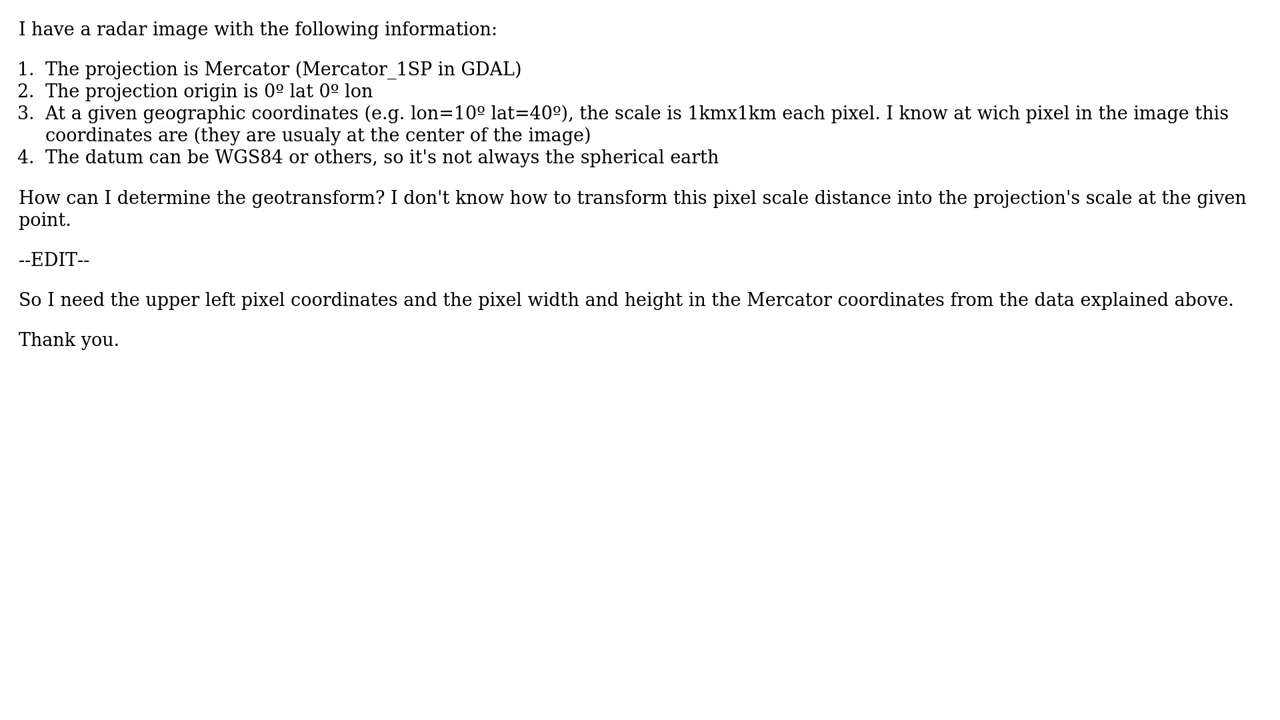 I have a radar image with the following information:
1. The projection is Mercator (Mercator_1SP in GDAL)
2. The projection origin is 0º lat 0º lon
3. At a given geographic coordinates (e.g. lon=10º lat=40º), the scale is 1kmx1km each pixel. I know at wich pixel in the image this
coordinates are (they are usualy at the center of the image)
4. The datum can be WGS84 or others, so it's not always the spherical earth
How can I determine the geotransform? I don't know how to transform this pixel scale distance into the projection's scale at the given
point.
--EDIT--
So I need the upper left pixel coordinates and the pixel width and height in the Mercator coordinates from the data explained above.
Thank you.